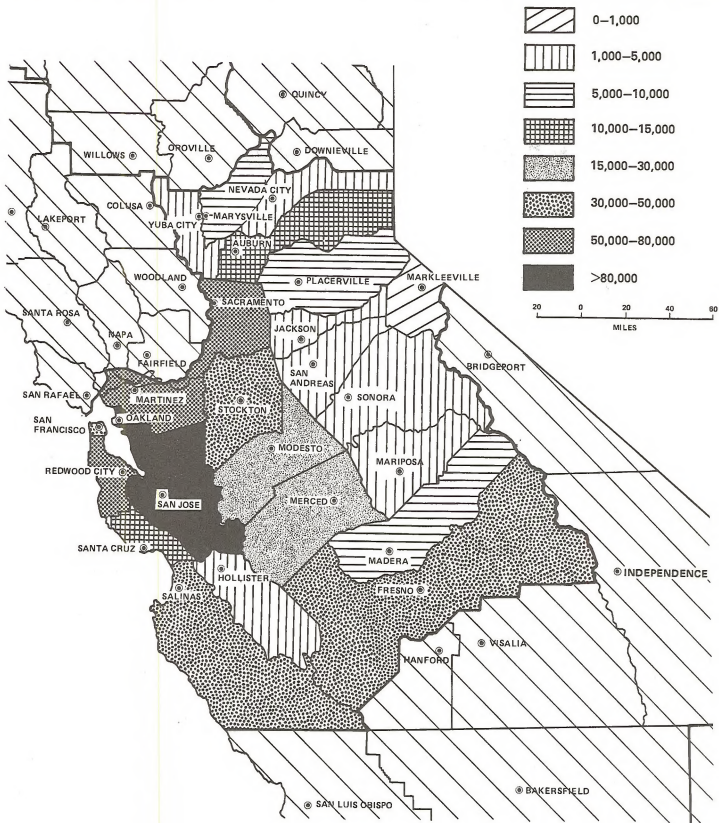 0–1,000
1,000–5,000
5,000–10,000
10,000–15,000
15,000–30,000
30,000–50,000
50,000–80,000
>80,000
20 0 20 40 60
MILES
QUINCY
WILLOWS
OROVILLE
DOWNIEVILLE
NEVADA CITY
COLUSA
LAKEPORT
YUBA CITY
MARYSVILLE
AUBURN
WOODLAND
PLACERVILLE
MARKLEEVILLE
SANTA ROSA
SACRAMENTO
NAPA
JACKSON
FAIRFIELD
SAN
ANDREAS
BRIDGEPORT
SAN RAFAEL
MARTINEZ
SONORA
STOCKTON
SAN
FRANCISCO
OAKLAND
MODESTO
REDWOOD CITY
MARIPOSA
SAN JOSE
MERCED
SANTA CRUZ
MADERA
HOLLISTER
INDEPENDENCE
SALINAS
FRESNO
VISALIA
HANFORD
BAKERSFIELD
SAN LUIS OBISPO